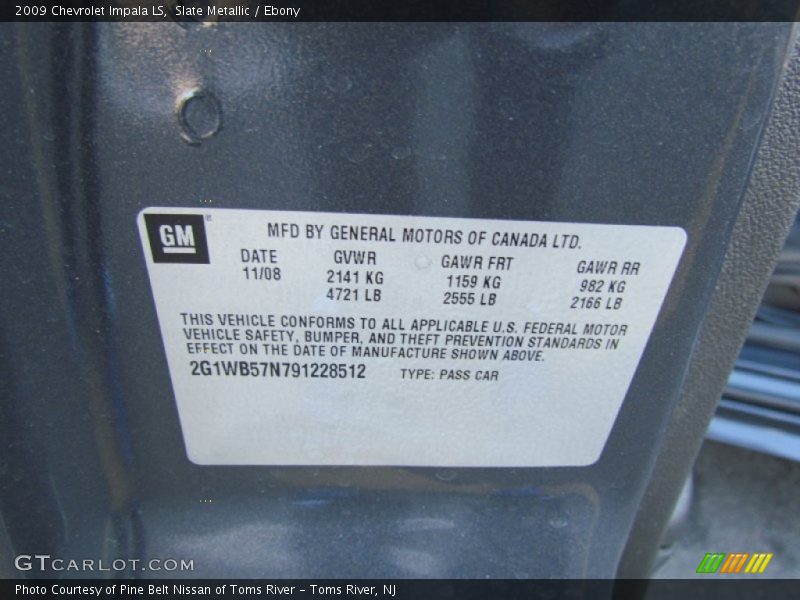 2009 Chevrolet Impala LS, Slate Metallic / Ebony
GM
MFD BY GENERAL MOTORS OF CANADA LTD.
DATE GVWR GAWR FRT GAWR RR
11/08 2141 KG 1159 KG 982 KG
4721 LB 2555 LB 2166 LB
THIS VEHICLE CONFORMS TO ALL APPLICABLE U.S. FEDERAL MOTOR
VEHICLE SAFETY, BUMPER, AND THEFT PREVENTION STANDARDS IN
EFFECT ON THE DATE OF MANUFACTURE SHOWN ABOVE.
2G1WB57N791228512 TYPE: PASS CAR
GTCARLOT.COM
Photo Courtesy of Pine Belt Nissan of Toms River – Toms River, NJ